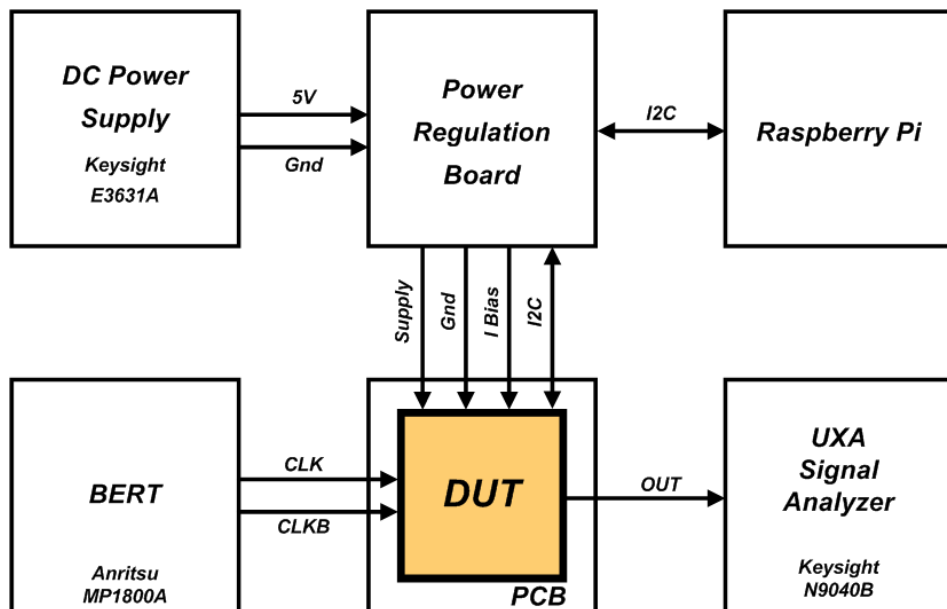 DC Power
Supply
Keysight
E3631A
5V
Gnd
Power
Regulation
Board
I2C
Raspberry Pi
Supply
Gnd
I Bias
I2C
BERT
Anritsu
MP1800A
CLK
CLKB
DUT
PCB
OUT
UXA
Signal
Analyzer
Keysight
N9040B